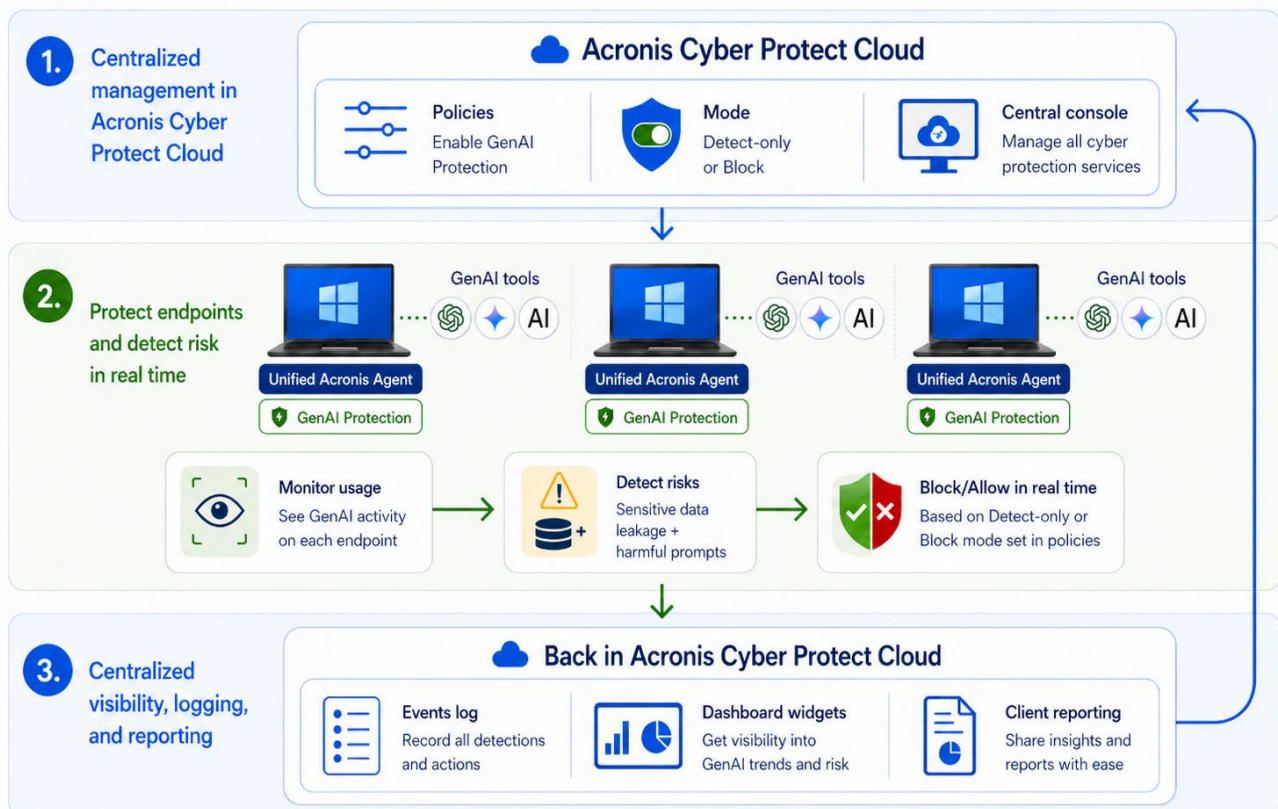 1.
Centralized
management in
Acronis Cyber
Protect Cloud
Acronis Cyber Protect Cloud
Policies
Enable GenAI
Protection
Mode
Detect-only
or Block
Central console
Manage all cyber
protection services
2.
Protect endpoints
and detect risk
in real time
GenAI tools
AI
Unified Acronis Agent
GenAI Protection
GenAI tools
AI
Unified Acronis Agent
GenAI Protection
GenAI tools
AI
Unified Acronis Agent
GenAI Protection
Monitor usage
See GenAI activity
on each endpoint
Detect risks
Sensitive data
leakage +
harmful prompts
Block/Allow in real time
Based on Detect-only or
Block mode set in policies
3.
Centralized
visibility, logging,
and reporting
Back in Acronis Cyber Protect Cloud
Events log
Record all detections
and actions
Dashboard widgets
Get visibility into
GenAI trends and risk
Client reporting
Share insights and
reports with ease